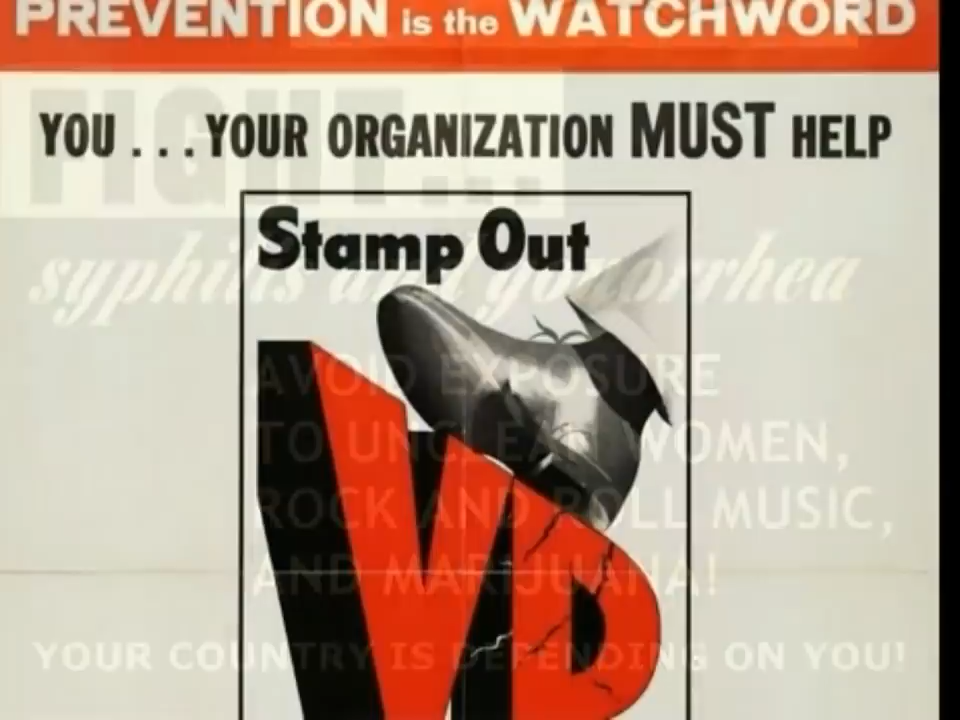 PREVENTION is the WATCHWORD
FIGHT...
YOU...YOUR ORGANIZATION MUST HELP
Stamp Out
syphilis and gonorrhea
AVOID EXPOSURE
TO UNCLEAN WOMEN,
ROCK AND ROLL MUSIC,
AND MARIJUANA!
VD
YOUR COUNTRY IS DEPENDING ON YOU!